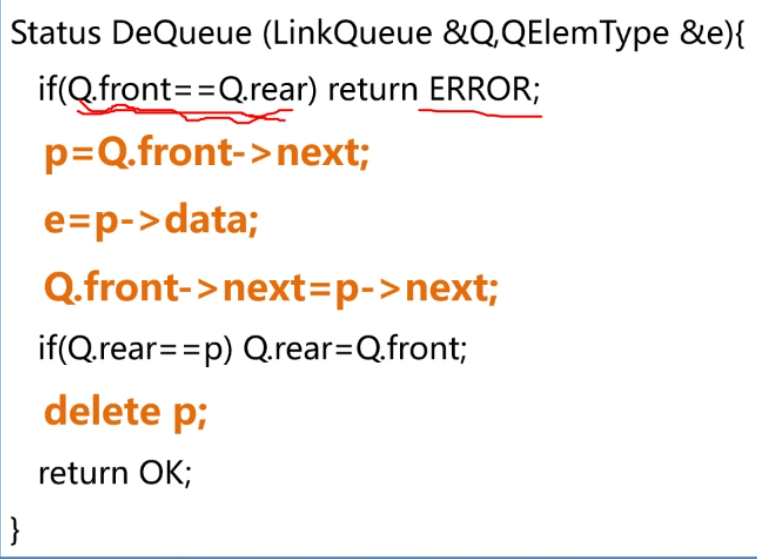 Status DeQueue (LinkQueue &Q,QElemType &e){
if(Q.front==Q.rear) return ERROR;
p=Q.front->next;
e=p->data;
Q.front->next=p->next;
if(Q.rear==p) Q.rear=Q.front;
delete p;
return OK;
}